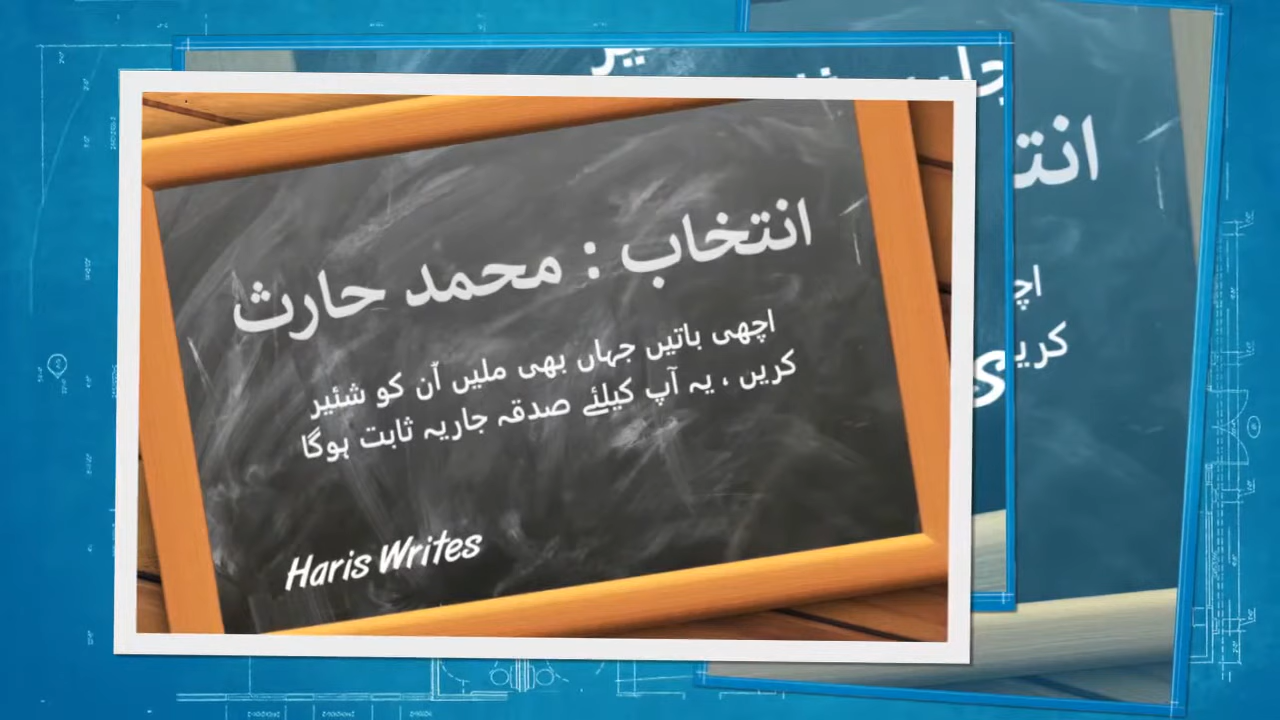 انتخاب : محمد حارث
اچھی باتیں جہاں بھی ملیں اُن کو شئیر
کریں ، یہ آپ کیلئے صدقہ جاریہ ثابت ہوگا
Haris Writes